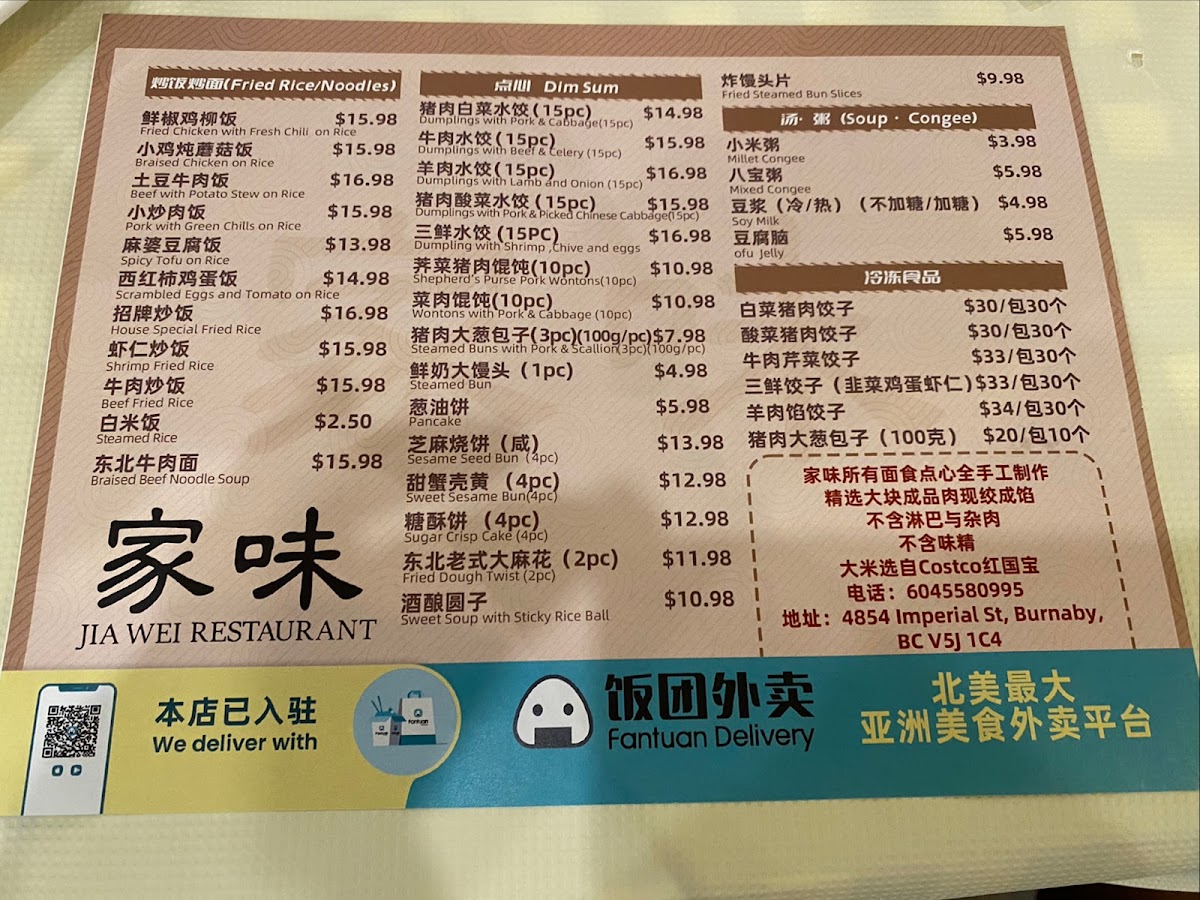 炒饭炒面(Fried Rice/Noodles)
鲜椒鸡柳饭 $15.98
Fried Chicken with Fresh Chili on Rice
小鸡炖蘑菇饭 $15.98
Braised Chicken on Rice
土豆牛肉饭 $16.98
Beef with Potato Stew on Rice
小炒肉饭 $15.98
Pork with Green Chills on Rice
麻婆豆腐饭 $13.98
Spicy Tofu on Rice
西红柿鸡蛋饭 $14.98
Scrambled Eggs and Tomato on Rice
招牌炒饭 $16.98
House Special Fried Rice
虾仁炒饭 $15.98
Shrimp Fried Rice
牛肉炒饭 $15.98
Beef Fried Rice
白米饭 $2.50
Steamed Rice
东北牛肉面 $15.98
Braised Beef Noodle Soup
家味
JIA WEI RESTAURANT
点心 Dim Sum
猪肉白菜水饺(15pc) $14.98
Dumplings with Pork & Cabbage(15pc)
牛肉水饺(15pc) $15.98
Dumplings with Beef & Celery (15pc)
羊肉水饺(15pc) $16.98
Dumplings with Lamb and Onion (15pc)
猪肉酸菜水饺 (15pc) $15.98
Dumplings with Pork & Picked Chinese Cabbage(15pc)
三鲜水饺 (15PC) $16.98
Dumpling with Shrimp ,Chive and eggs
荠菜猪肉馄饨(10pc) $10.98
Shepherd's Purse Pork Wontons(10pc)
菜肉馄饨(10pc) $10.98
Wontons with Pork & Cabbage (10pc)
猪肉大葱包子(3pc)(100g/pc)$7.98
Steamed Buns with Pork & Scallion(3pc)(100g/pc)
鲜奶大馒头 (1pc) $4.98
Steamed Bun
葱油饼 $5.98
Pancake
芝麻烧饼（咸） $13.98
Sesame Seed Bun (4pc)
甜蟹壳黄 (4pc) $12.98
Sweet Sesame Bun(4pc)
糖酥饼 (4pc) $12.98
Sugar Crisp Cake (4pc)
东北老式大麻花 (2pc) $11.98
Fried Dough Twist (2pc)
酒酿圆子 $10.98
Sweet Soup with Sticky Rice Ball
炸馒头片 $9.98
Fried Steamed Bun Slices
汤·粥 (Soup · Congee)
小米粥 $3.98
Millet Congee
八宝粥 $5.98
Mixed Congee
豆浆（冷/热）（不加糖/加糖） $4.98
Soy Milk
豆腐脑 $5.98
ofu Jelly
冷冻食品
白菜猪肉饺子 $30/包30个
酸菜猪肉饺子 $30/包30个
牛肉芹菜饺子 $33/包30个
三鲜饺子（韭菜鸡蛋虾仁）$33/包30个
羊肉馅饺子 $34/包30个
猪肉大葱包子（100克） $20/包10个
家味所有面食点心全手工制作
精选大块成品肉现绞成馅
不含淋巴与杂肉
不含味精
大米选自Costco红国宝
电话：6045580995
地址：4854 Imperial St, Burnaby,
BC V5J 1C4
本店已入驻
We deliver with
Fantuan
饭团外卖
Fantuan Delivery
北美最大
亚洲美食外卖平台